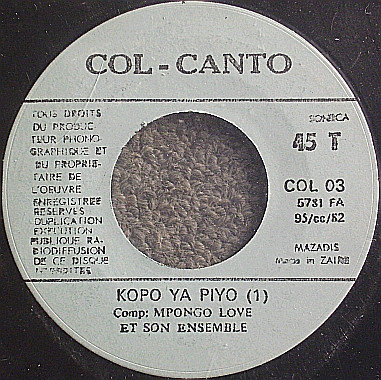 COL-CANTO
TOUS DROITS
DU PRODUC
TEUR PHONO-
GRAPHIQUE ET
DU PROPRIE-
TAIRE DE
L'OEUVRE
ENREGISTREE
RESERVES
DUPLICATION
EXECUTION
PUBLIQUE RA-
DIODIFFUSION
DE CE DISQUE
INTERDITES
SONECA
45 T
COL 03
5781 FA
95/cc/82
MAZADIS
Made in ZAIRE
KOPO YA PIYO (1)
Comp: MPONGO LOVE
ET SON ENSEMBLE